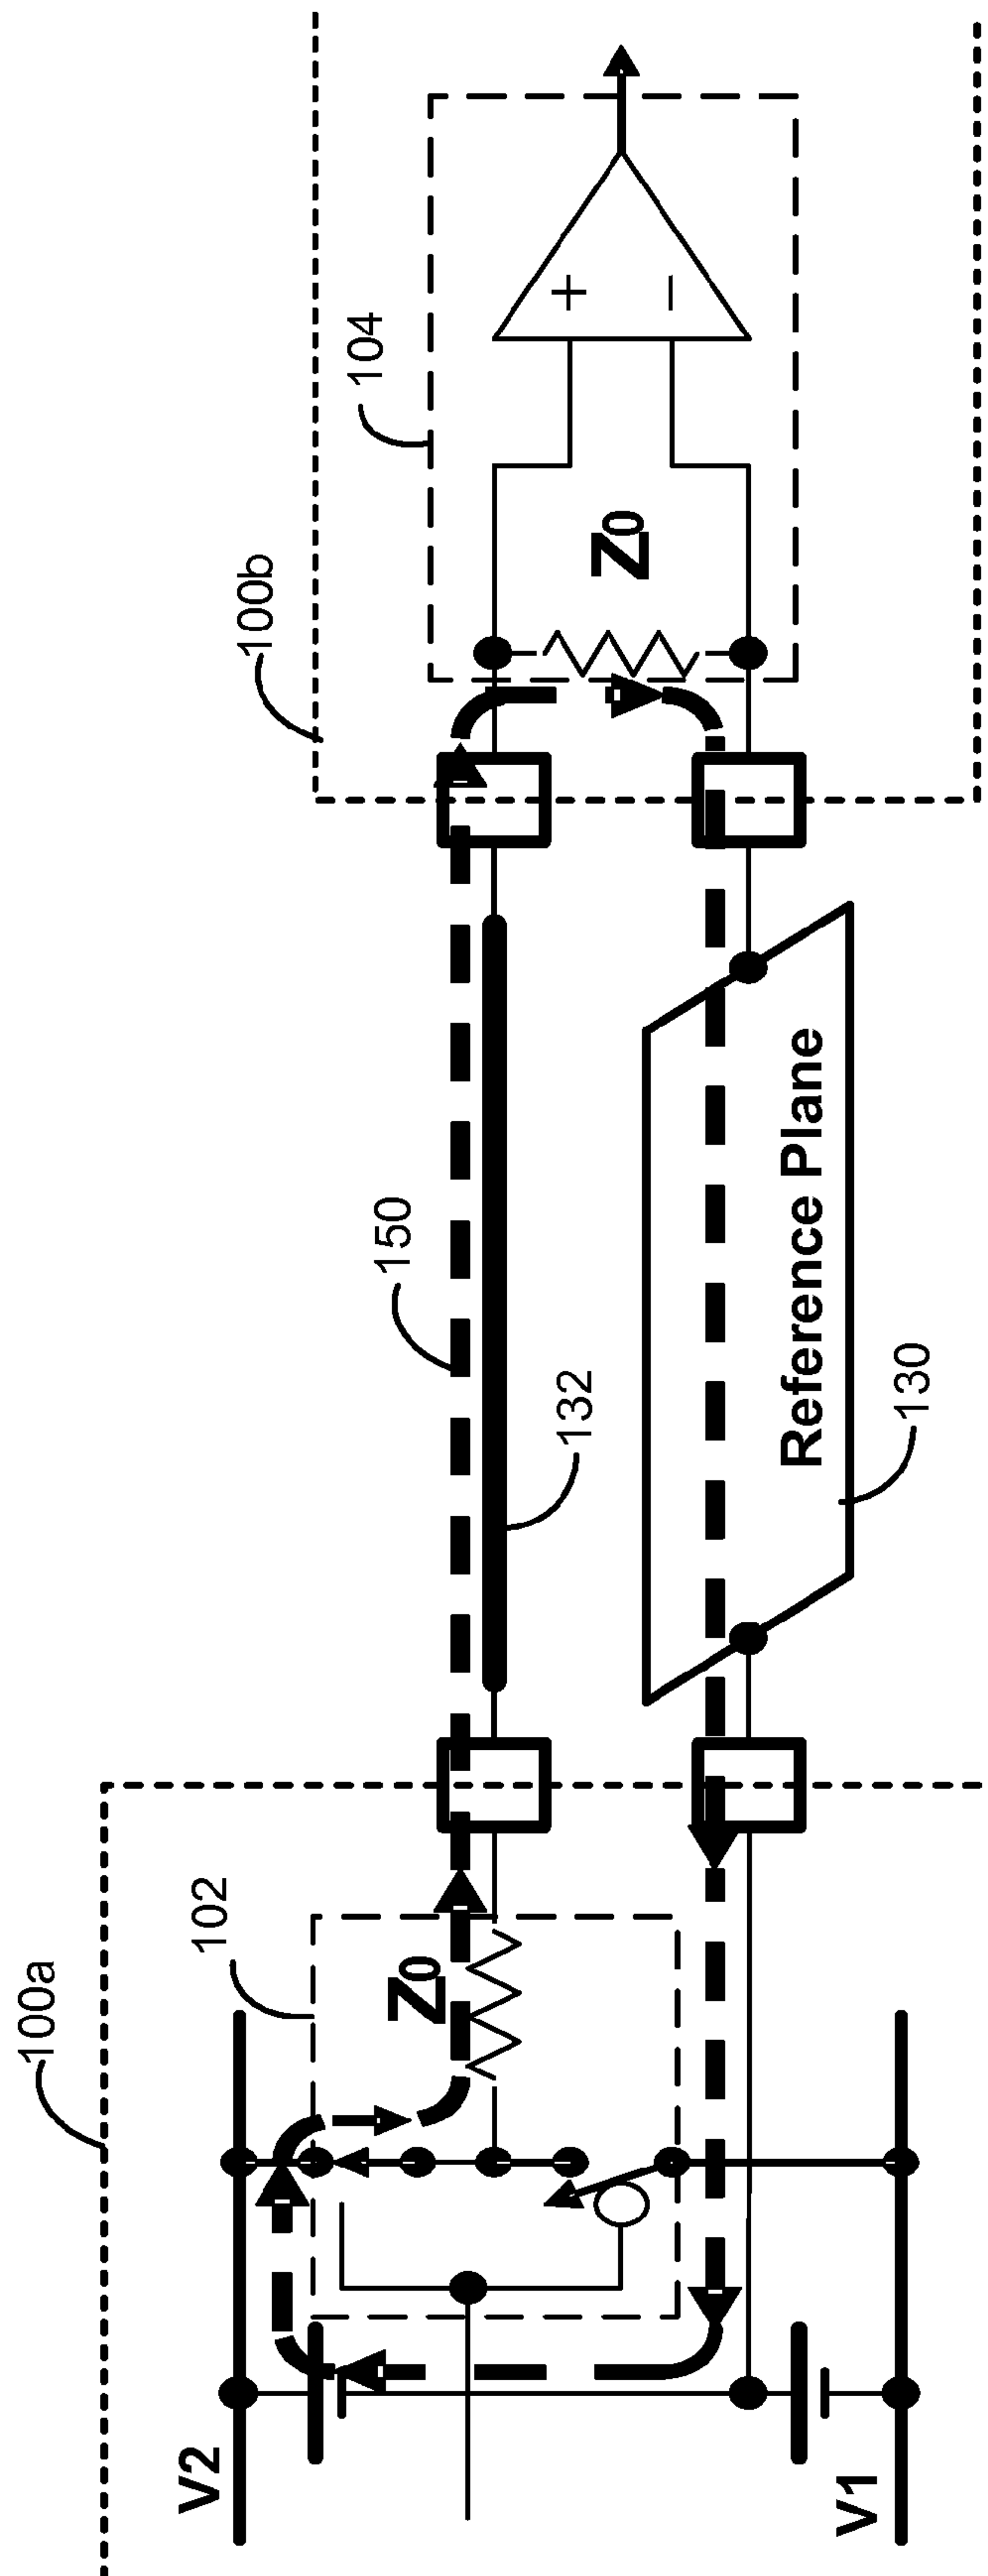 100a
100b
102
104
V2
Z0
150
132
Z0
+
−
Reference Plane
130
V1